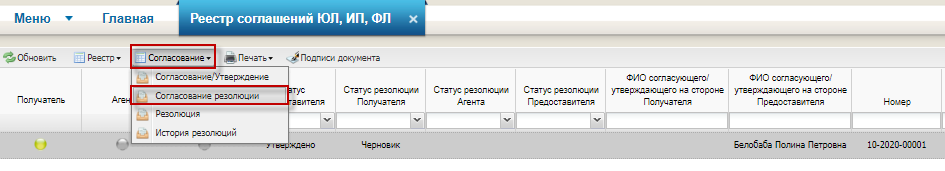 Меню Главная Реестр соглашений ЮЛ, ИП, ФЛ ×
Обновить Реестр Согласование Печать Подписи документа
Согласование/Утверждение
Согласование резолюции
Резолюция
История резолюций
Получатель
Статус резолюции Получателя
Статус резолюции Агента
Статус резолюции Предоставителя
ФИО согласующего/утверждающего на стороне Получателя
ФИО согласующего/утверждающего на стороне Предоставителя
Номер
Утверждено Черновик Белобаба Полина Петровна 10-2020-00001